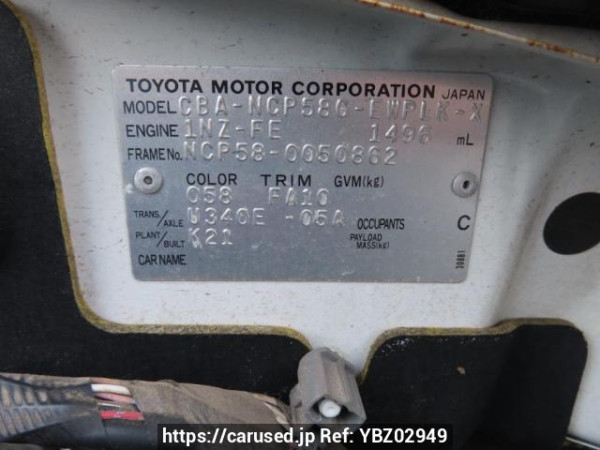 TOYOTA MOTOR CORPORATION JAPAN
MODEL CBA-NCP58G-EWPLK-X
ENGINE 1NZ-FE 1496 mL
FRAME No. NCP58-0050862
COLOR TRIM GVM(kg)
058 FA10
TRANS/AXLE U340E -05A OCCUPANTS C
PLANT/BUILT K21 PAYLOAD MASS(kg)
CAR NAME
https://carused.jp Ref: YBZ02949